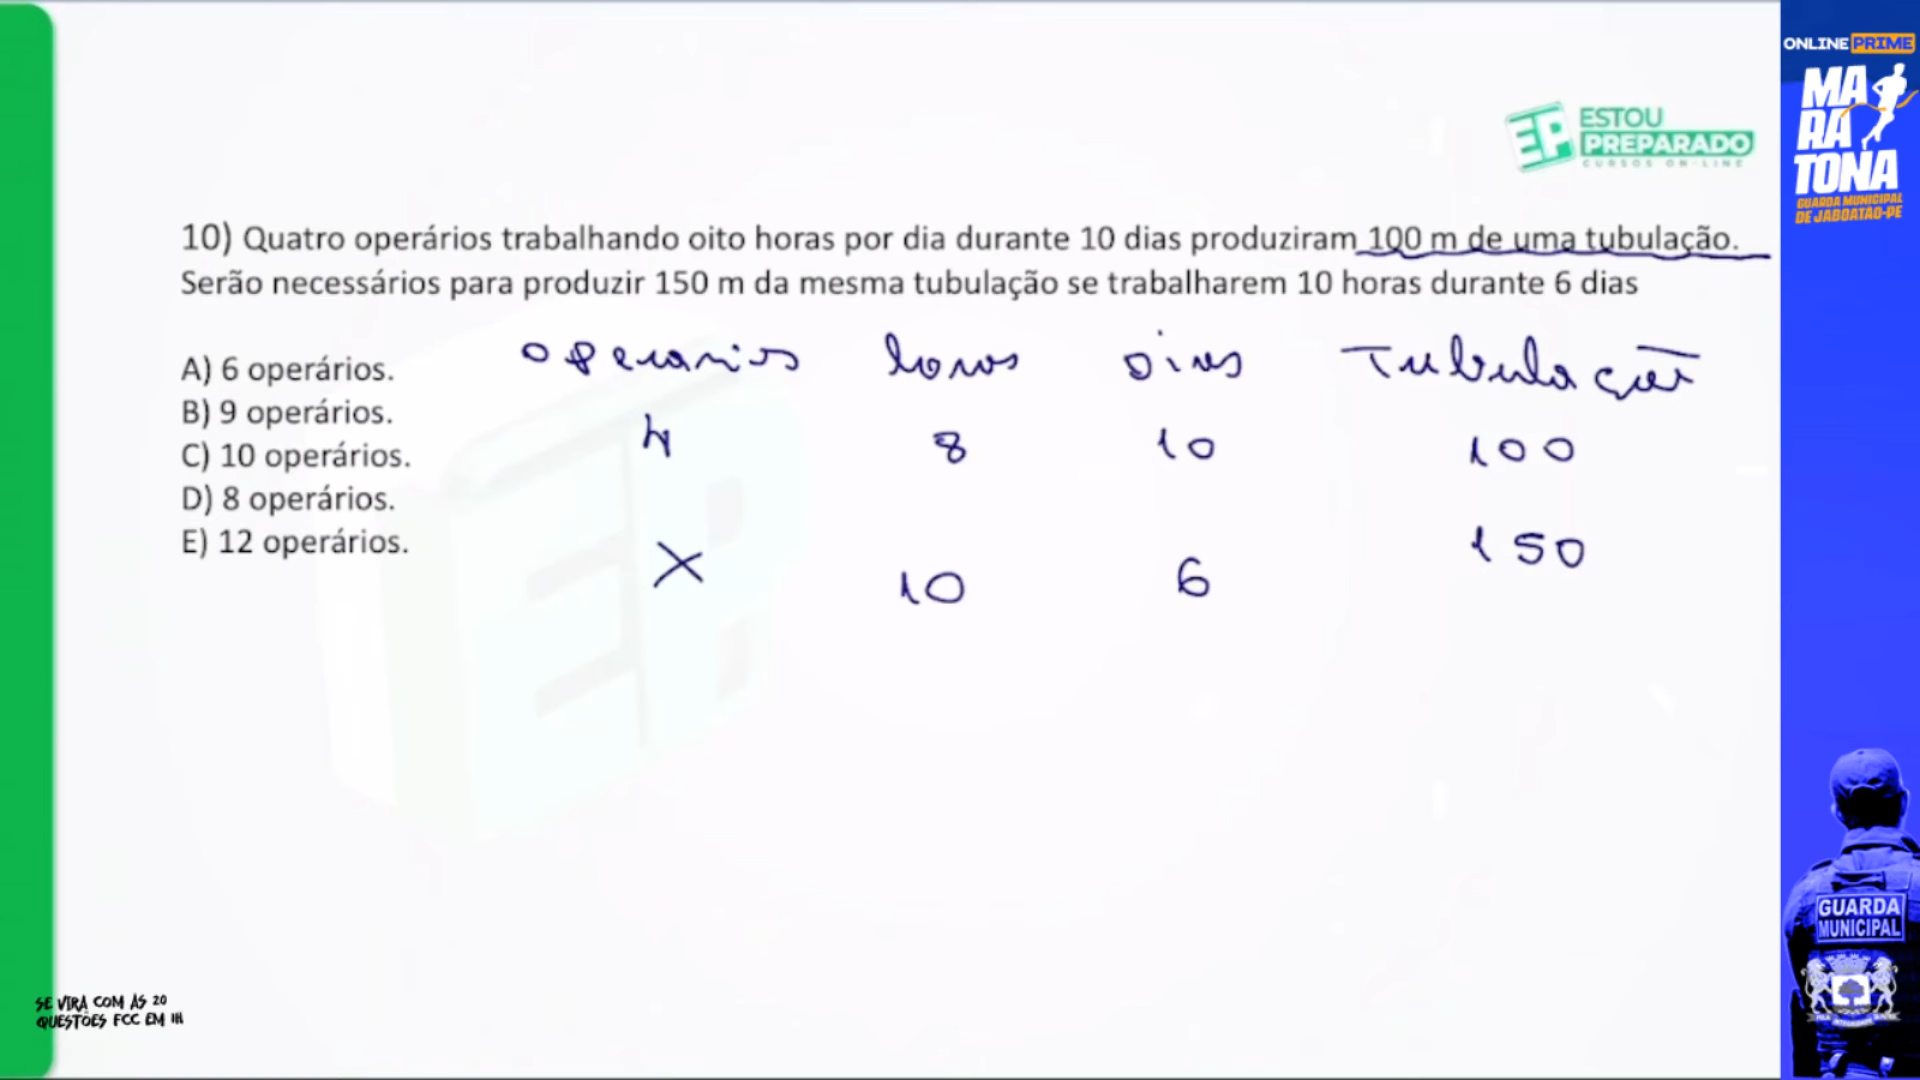 ONLINE PRIME
MA
RA
TONA
GUARDA MUNICIPAL
DE JABOATÃO-PE
ESTOU
PREPARADO
CURSOS ON-LINE
10) Quatro operários trabalhando oito horas por dia durante 10 dias produziram 100 m de uma tubulação.
Serão necessários para produzir 150 m da mesma tubulação se trabalharem 10 horas durante 6 dias
A) 6 operários.
B) 9 operários.
C) 10 operários.
D) 8 operários.
E) 12 operários.
operarios horas Dias Tubulação
4 8 10 100
X 10 6 150
GUARDA
MUNICIPAL
SE VIRA COM AS 20
QUESTÕES FCC EM 1H